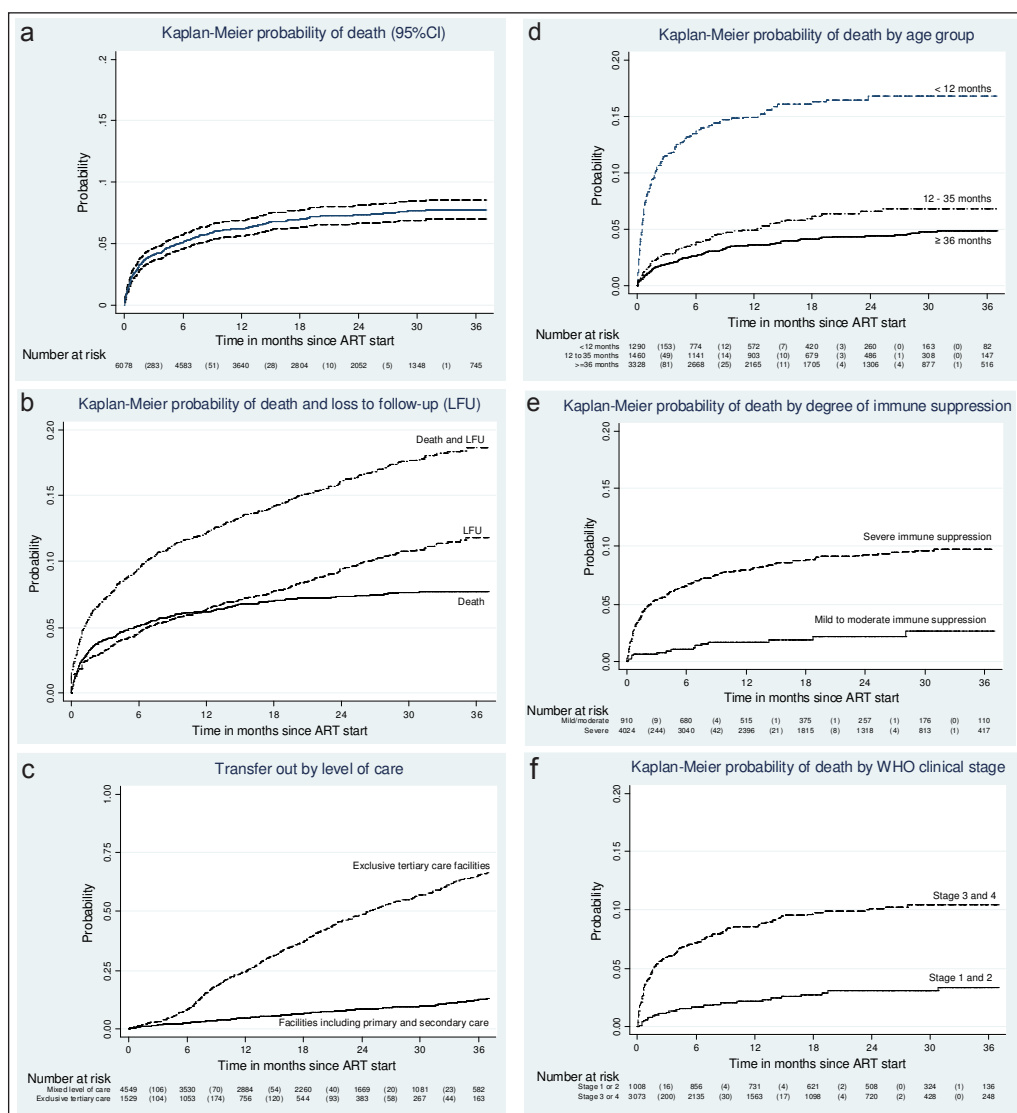 a
Kaplan-Meier probability of death (95%CI)
.2
.15
.1
.05
0
Probability
0 6 12 18 24 30 36
Time in months since ART start
Number at risk
6078 (283) 4583 (51) 3640 (28) 2804 (10) 2052 (5) 1348 (1) 745
b
Kaplan-Meier probability of death and loss to follow-up (LFU)
0.20
0.15
0.10
0.05
0.00
Probability
Death and LFU
LFU
Death
0 6 12 18 24 30 36
Time in months since ART start
c
Transfer out by level of care
1.00
0.75
0.50
0.25
0.00
Probability
Exclusive tertiary care facilities
Facilities including primary and secondary care
0 6 12 18 24 30 36
Time in months since ART start
Number at risk
Mixed level of care 4549 (106) 3530 (70) 2884 (54) 2260 (40) 1669 (20) 1081 (23) 582
Exclusive tertiary care 1529 (104) 1053 (174) 756 (120) 544 (93) 383 (58) 267 (44) 163
d
Kaplan-Meier probability of death by age group
0.20
0.15
0.10
0.05
0.00
Probability
< 12 months
12 - 35 months
≥ 36 months
0 6 12 18 24 30 36
Time in months since ART start
Number at risk
<12 months 1290 (153) 774 (12) 572 (7) 420 (3) 260 (0) 163 (0) 82
12 to 35 months 1460 (49) 1141 (14) 903 (10) 679 (3) 486 (1) 308 (0) 147
>=36 months 3328 (81) 2668 (25) 2165 (11) 1705 (4) 1306 (4) 877 (1) 516
e
Kaplan-Meier probability of death by degree of immune suppression
0.20
0.15
0.10
0.05
0.00
Probability
Severe immune suppression
Mild to moderate immune suppression
0 6 12 18 24 30 36
Time in months since ART start
Number at risk
Mild/moderate 910 (9) 680 (4) 515 (1) 375 (1) 257 (1) 176 (0) 110
Severe 4024 (244) 3040 (42) 2396 (21) 1815 (8) 1318 (4) 813 (1) 417
f
Kaplan-Meier probability of death by WHO clinical stage
0.20
0.15
0.10
0.05
0.00
Probability
Stage 3 and 4
Stage 1 and 2
0 6 12 18 24 30 36
Time in months since ART start
Number at risk
Stage 1 or 2 1008 (16) 856 (4) 731 (4) 621 (2) 508 (0) 324 (1) 136
Stage 3 or 4 3073 (200) 2135 (30) 1563 (17) 1098 (4) 720 (2) 428 (0) 248